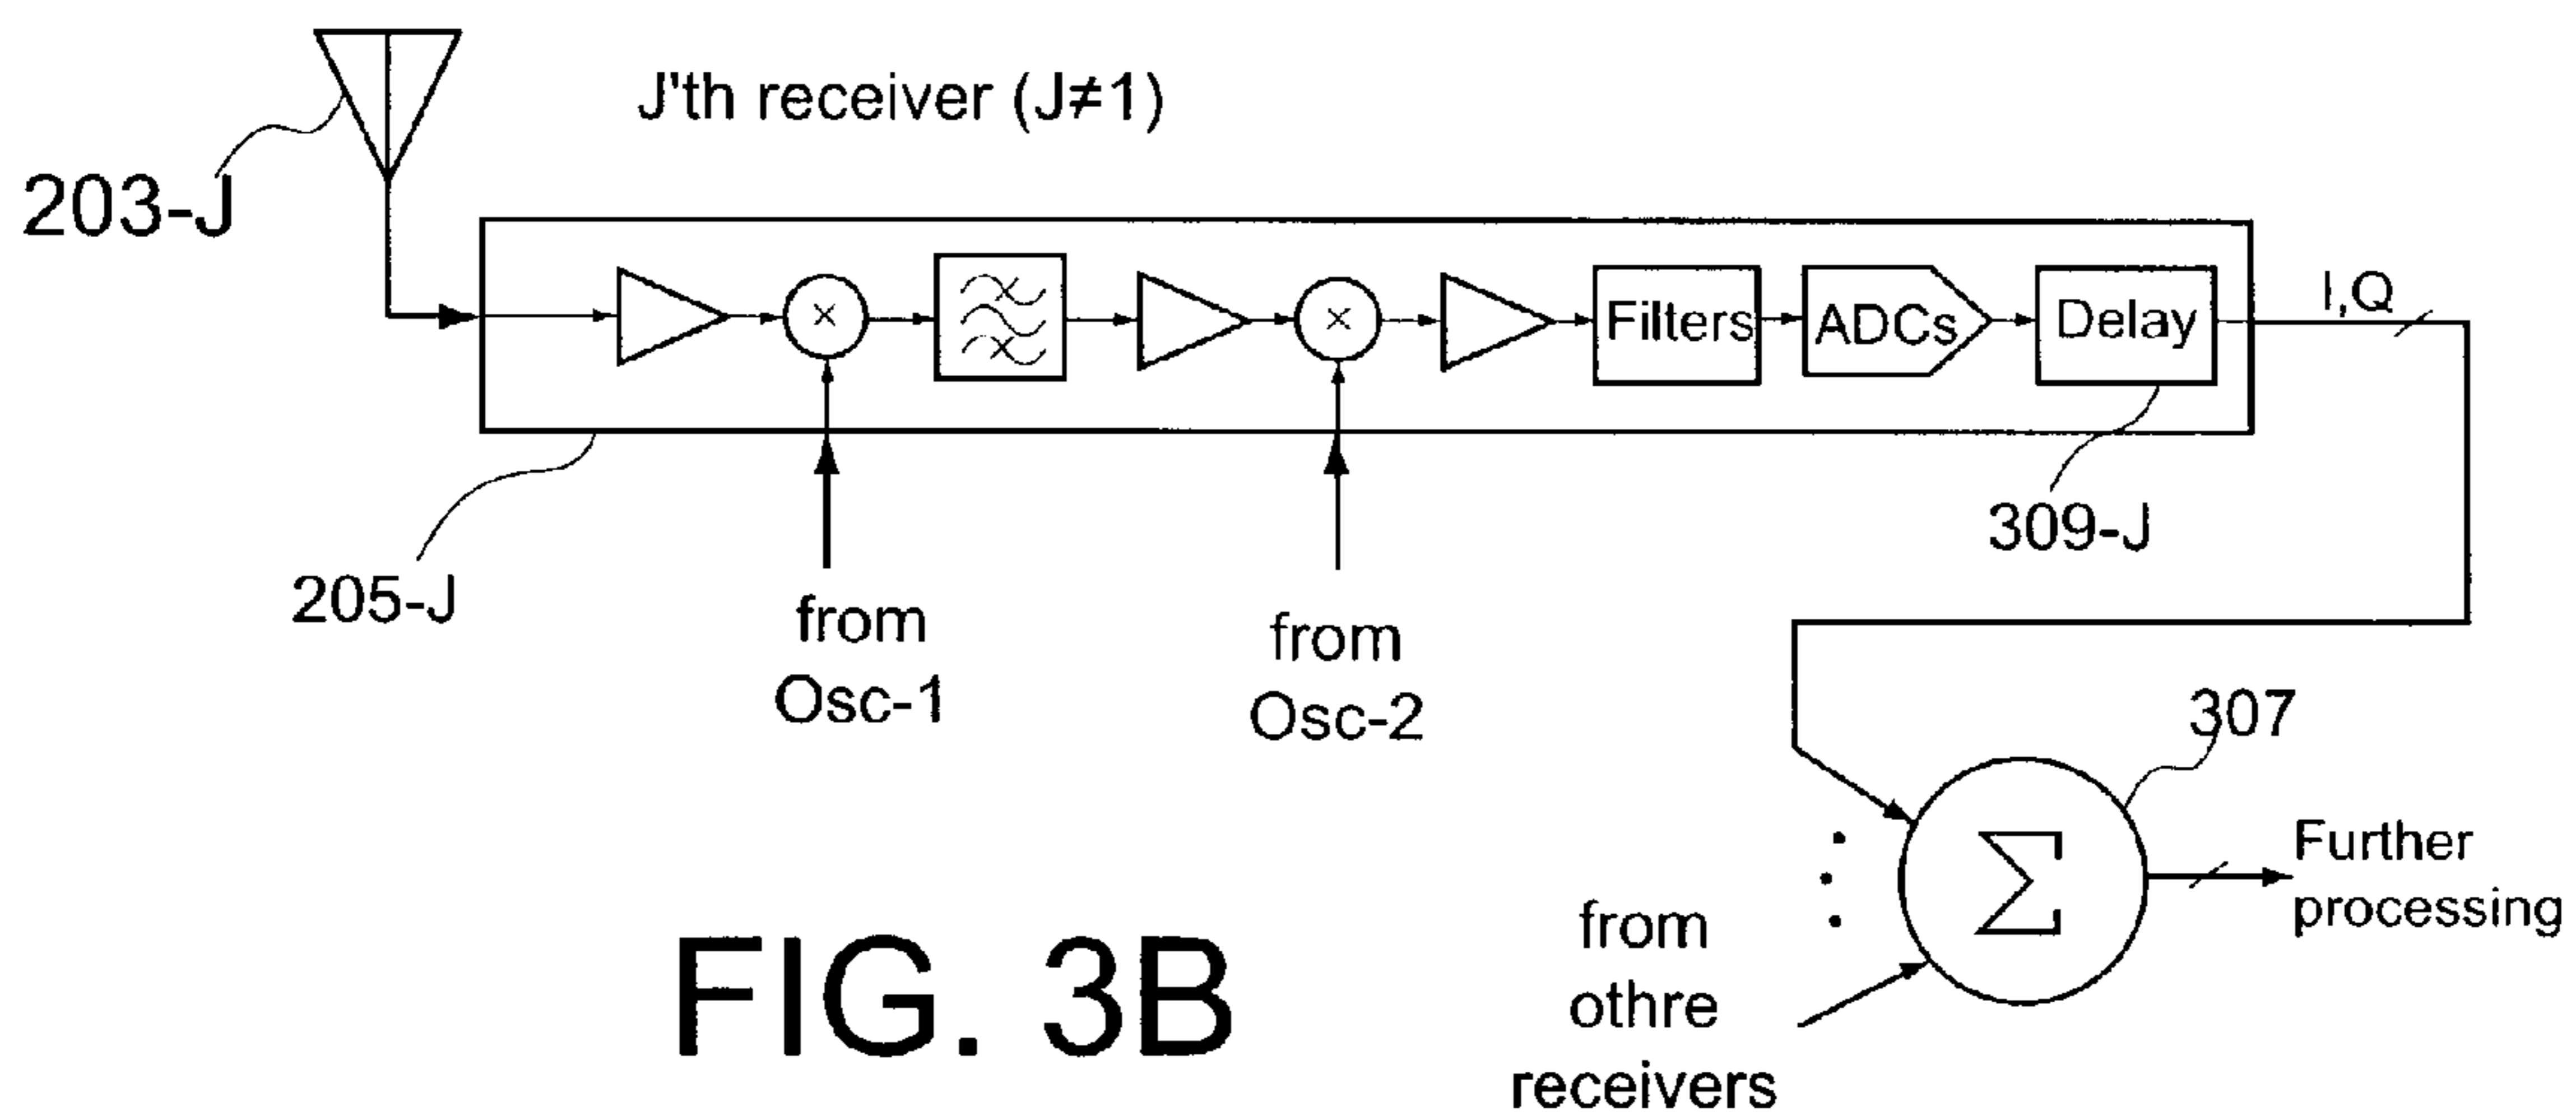 J'th receiver (J≠1)
203-J
×
×
Filters
ADCs
Delay
I,Q
205-J
309-J
from
Osc-1
from
Osc-2
307
Σ
Further
processing
from
othre
receivers
FIG. 3B